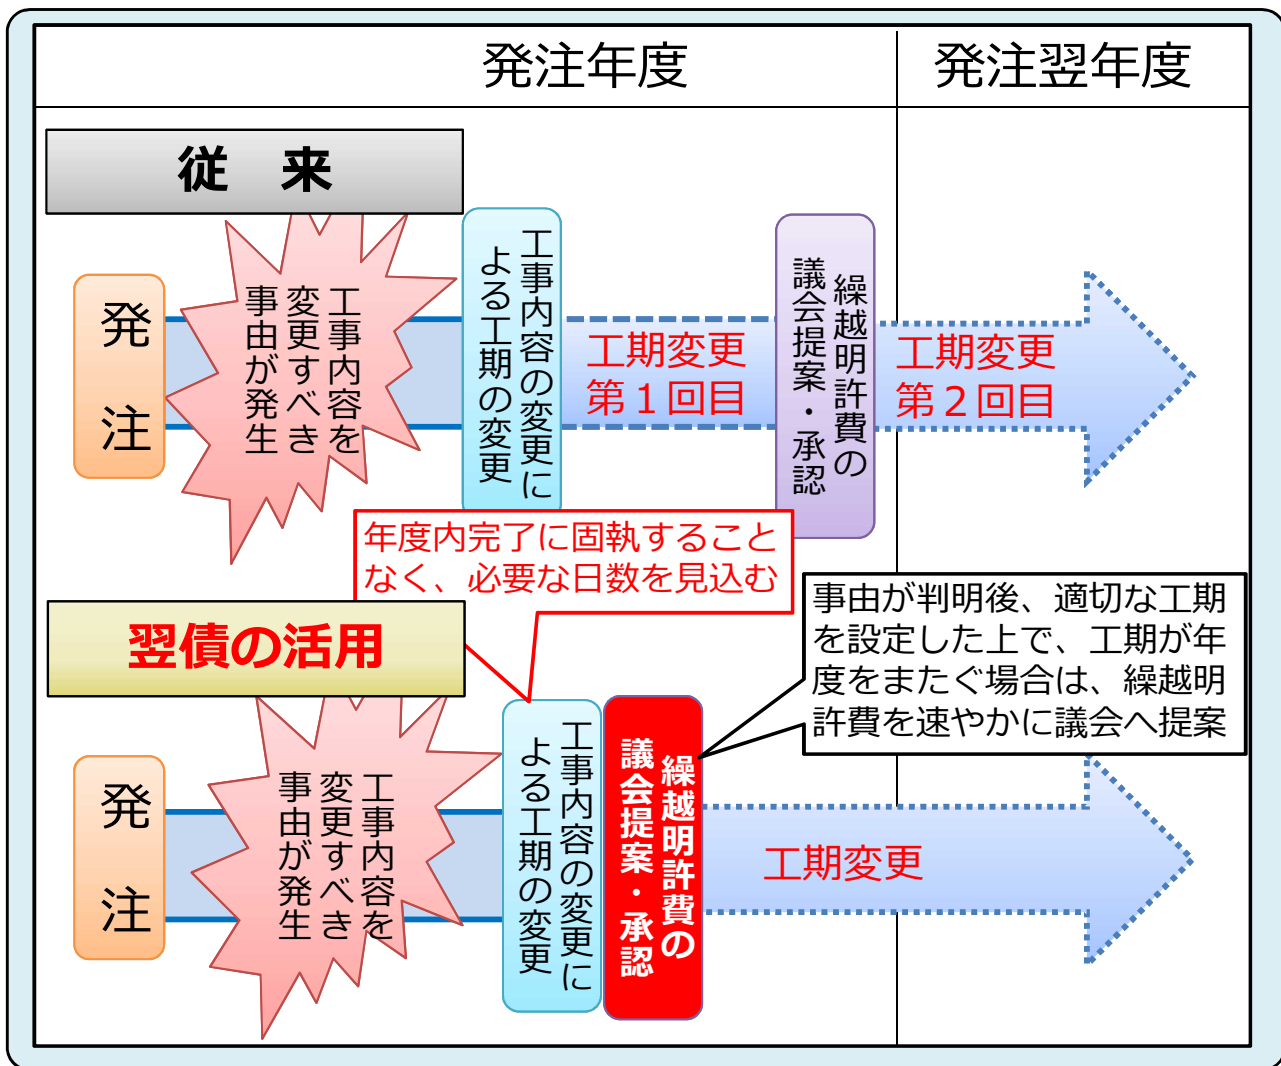 発注年度
発注翌年度
従　来
発
注
工事内容を
変更すべき
事由が発生
工事内容の変更に
よる工期の変更
工期変更
第１回目
繰越明許費の
議会提案・承認
工期変更
第２回目
年度内完了に固執すること
なく、必要な日数を見込む
翌債の活用
事由が判明後、適切な工期
を設定した上で、工期が年
度をまたぐ場合は、繰越明
許費を速やかに議会へ提案
発
注
工事内容を
変更すべき
事由が発生
工事内容の変更に
よる工期の変更
繰越明許費の
議会提案・承認
工期変更